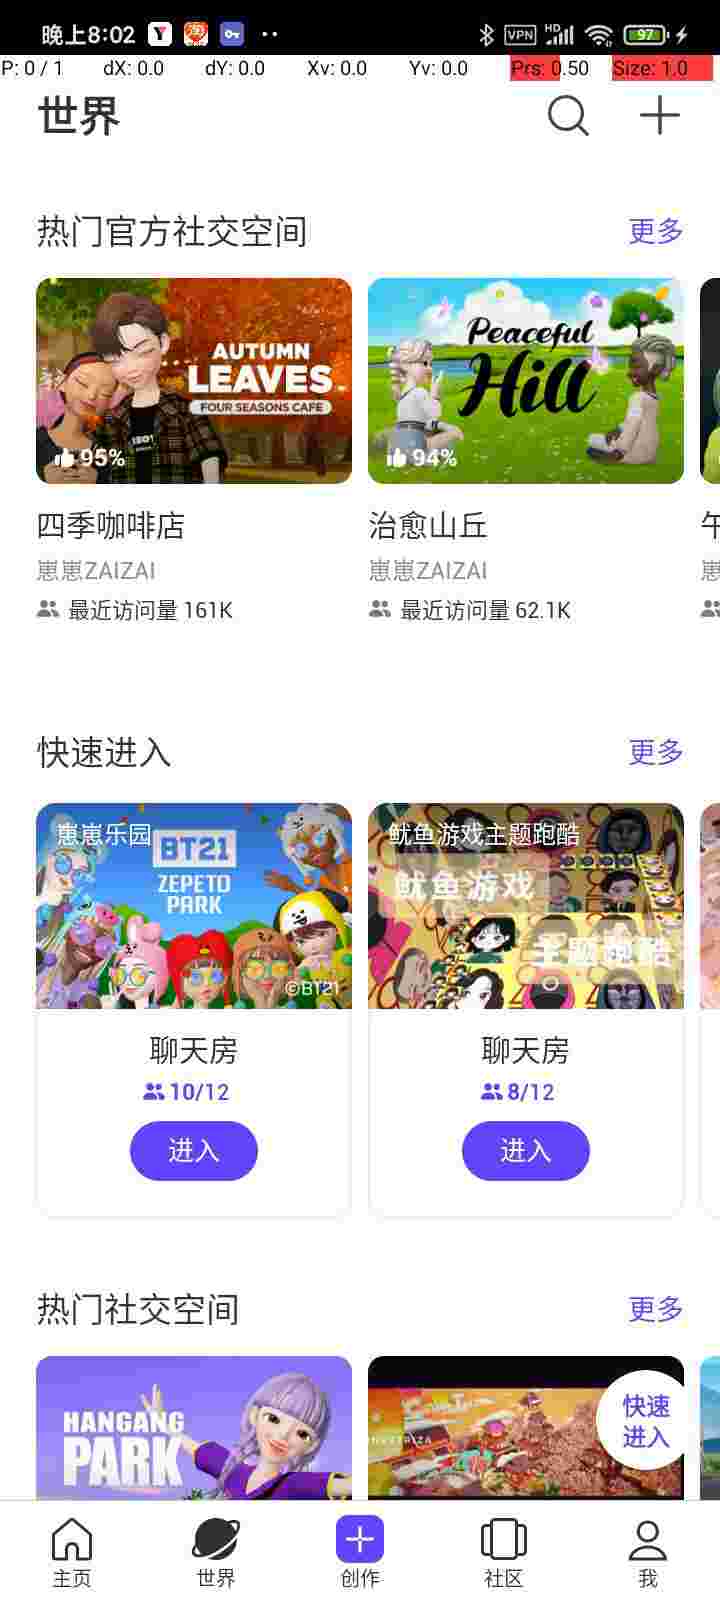 晚上8:02
VPN HD 97
P: 0 / 1 dX: 0.0 dY: 0.0 Xv: 0.0 Yv: 0.0 Prs: 0.50 Size: 1.0
世界
热门官方社交空间 更多
AUTUMN
LEAVES
FOUR SEASONS CAFE
95%
Peaceful
Hill
94%
四季咖啡店
崽崽ZAIZAI
最近访问量 161K
治愈山丘
崽崽ZAIZAI
最近访问量 62.1K
快速进入 更多
崽崽乐园
BT21
ZEPETO
PARK
©BT21
鱿鱼游戏主题跑酷
鱿鱼游戏
主题跑酷
聊天房
10/12
进入
聊天房
8/12
进入
热门社交空间 更多
HANGANG
PARK
快速
进入
主页 世界 创作 社区 我